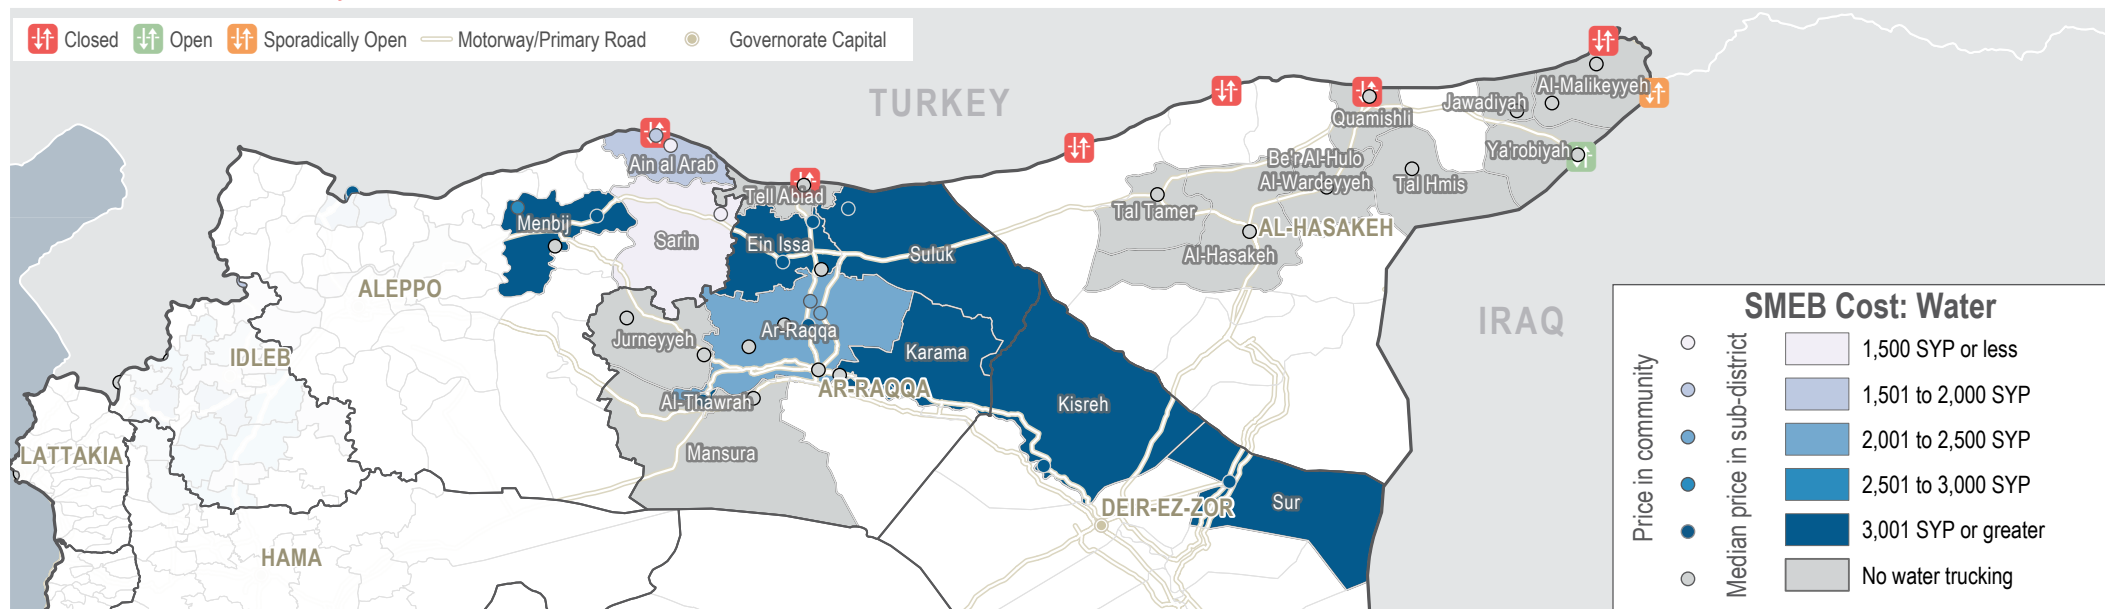 Closed
Open
Sporadically Open
Motorway/Primary Road
Governorate Capital
TURKEY
Al-Malikeyyeh
Jawadiyah
Quamishli
Ya'robiyah
Be'r Al-Hulo
Al-Wardeyyeh
Tal Hmis
Ain al Arab
Tell Abiad
Tal Tamer
AL-HASAKEH
Menbij
Sarin
Ein Issa
Suluk
Al-Hasakeh
ALEPPO
IRAQ
Jurneyyeh
Ar-Raqqa
Karama
IDLEB
AR-RAQQA
Al-Thawrah
Kisreh
LATTAKIA
Mansura
DEIR-EZ-ZOR
Sur
HAMA
SMEB Cost: Water
Price in community
Median price in sub-district
1,500 SYP or less
1,501 to 2,000 SYP
2,001 to 2,500 SYP
2,501 to 3,000 SYP
3,001 SYP or greater
No water trucking